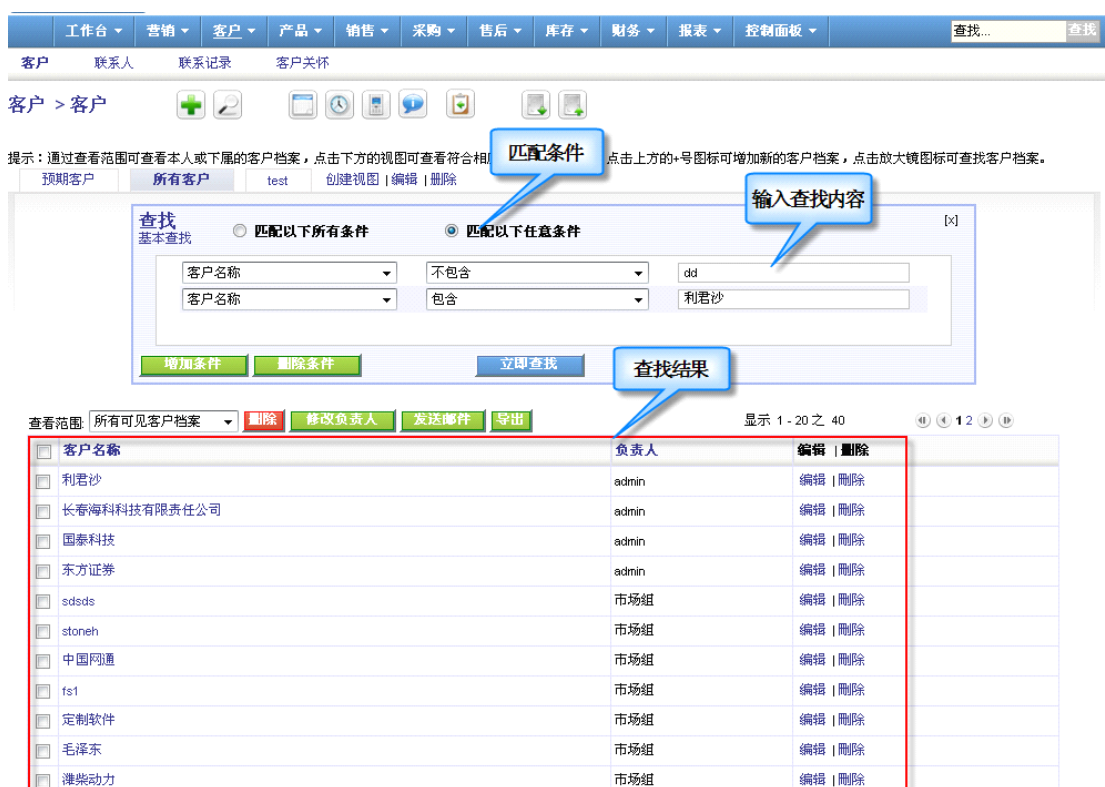 工作台 营销 客户 产品 销售 采购 售后 库存 财务 报表 控制面板 查找... 查找
客户 联系人 联系记录 客户关怀
客户 > 客户
匹配条件
提示：通过查看范围可查看本人或下属的客户档案，点击下方的视图可查看符合相 点击上方的+号图标可增加新的客户档案，点击放大镜图标可查找客户档案。
预期客户 所有客户 test 创建视图 | 编辑 | 删除
输入查找内容
查找 [x]
基本查找 匹配以下所有条件 匹配以下任意条件
客户名称 不包含 dd
客户名称 包含 利君沙
增加条件 删除条件 立即查找
查找结果
查看范围: 所有可见客户档案 删除 修改负责人 发送邮件 导出 显示 1 - 20 之 40 1 2
客户名称 负责人 编辑 | 删除
利君沙 admin 编辑 | 删除
长春海科科技有限责任公司 admin 编辑 | 删除
国泰科技 admin 编辑 | 删除
东方证券 admin 编辑 | 删除
sdsds 市场组 编辑 | 删除
stoneh 市场组 编辑 | 删除
中国网通 市场组 编辑 | 删除
fs1 市场组 编辑 | 删除
定制软件 市场组 编辑 | 删除
毛泽东 市场组 编辑 | 删除
潍柴动力 市场组 编辑 | 删除